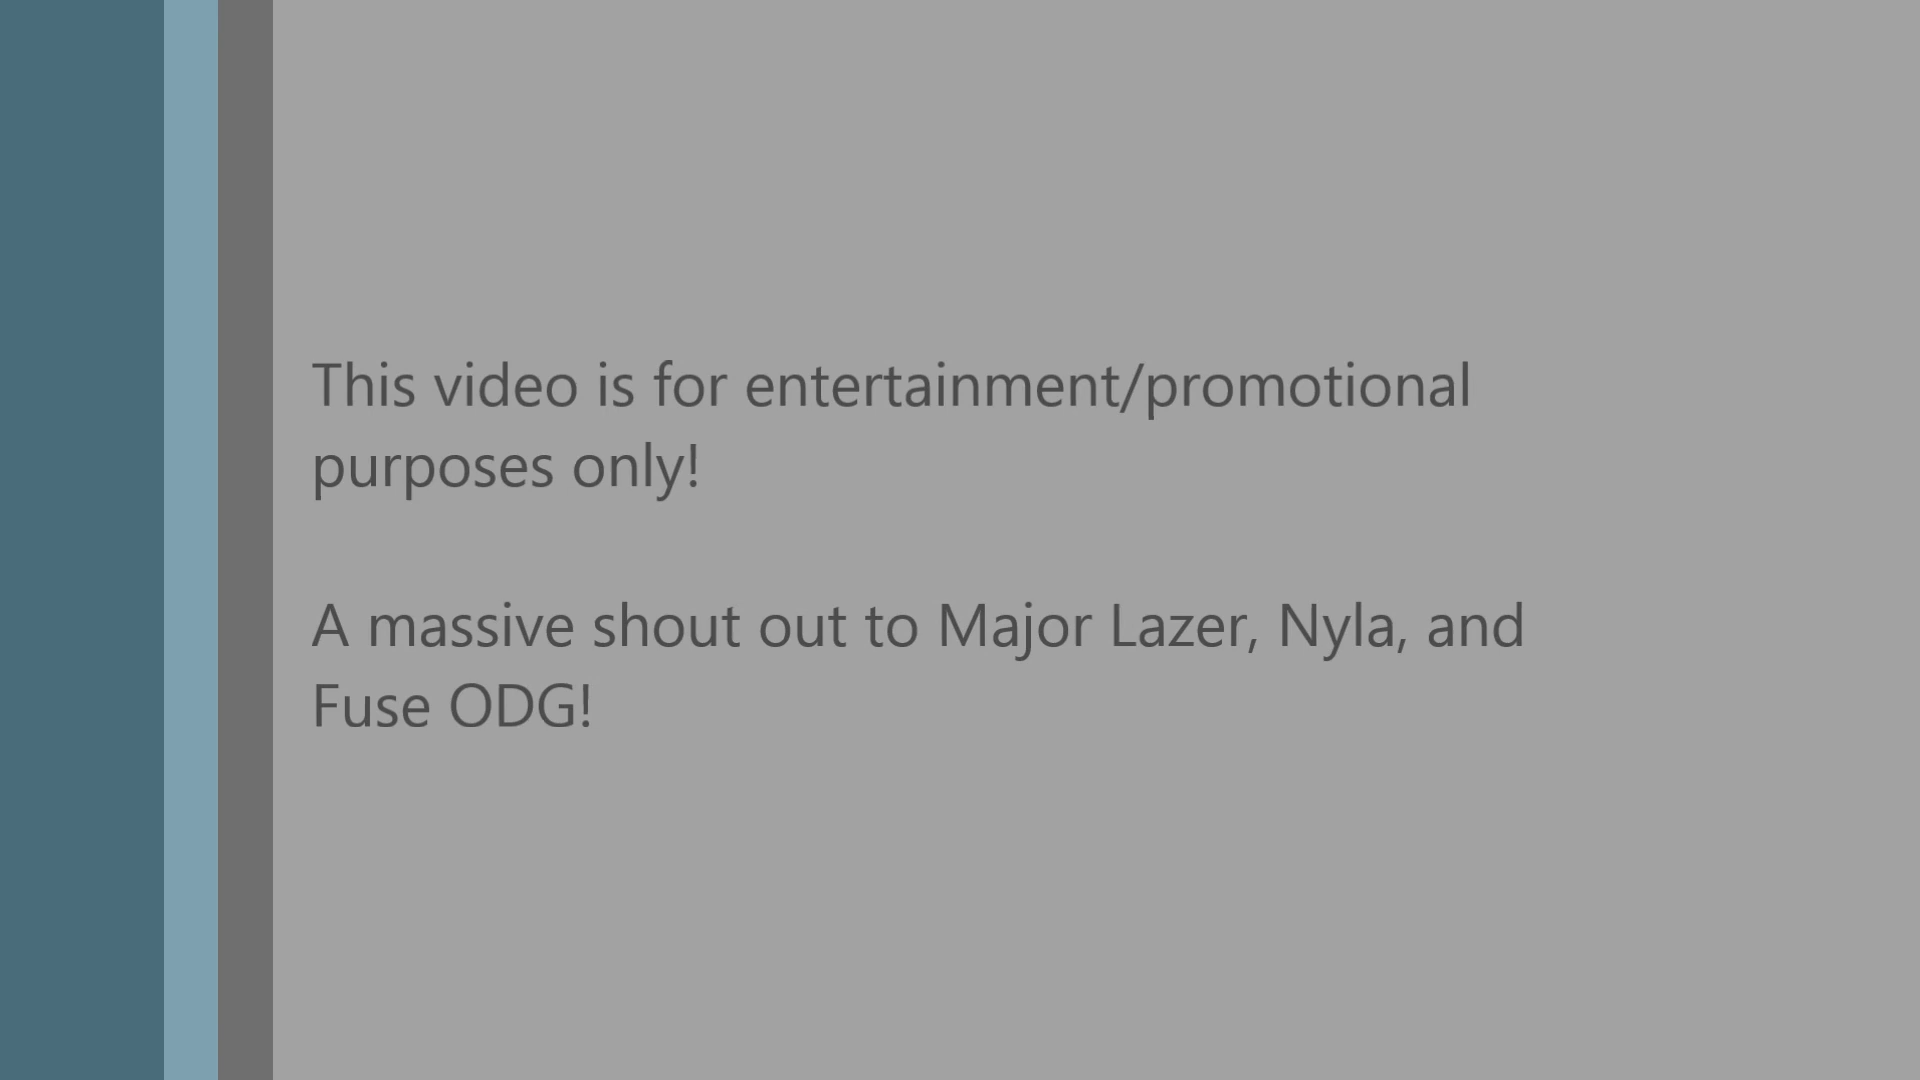 This video is for entertainment/promotional
purposes only!
A massive shout out to Major Lazer, Nyla, and
Fuse ODG!